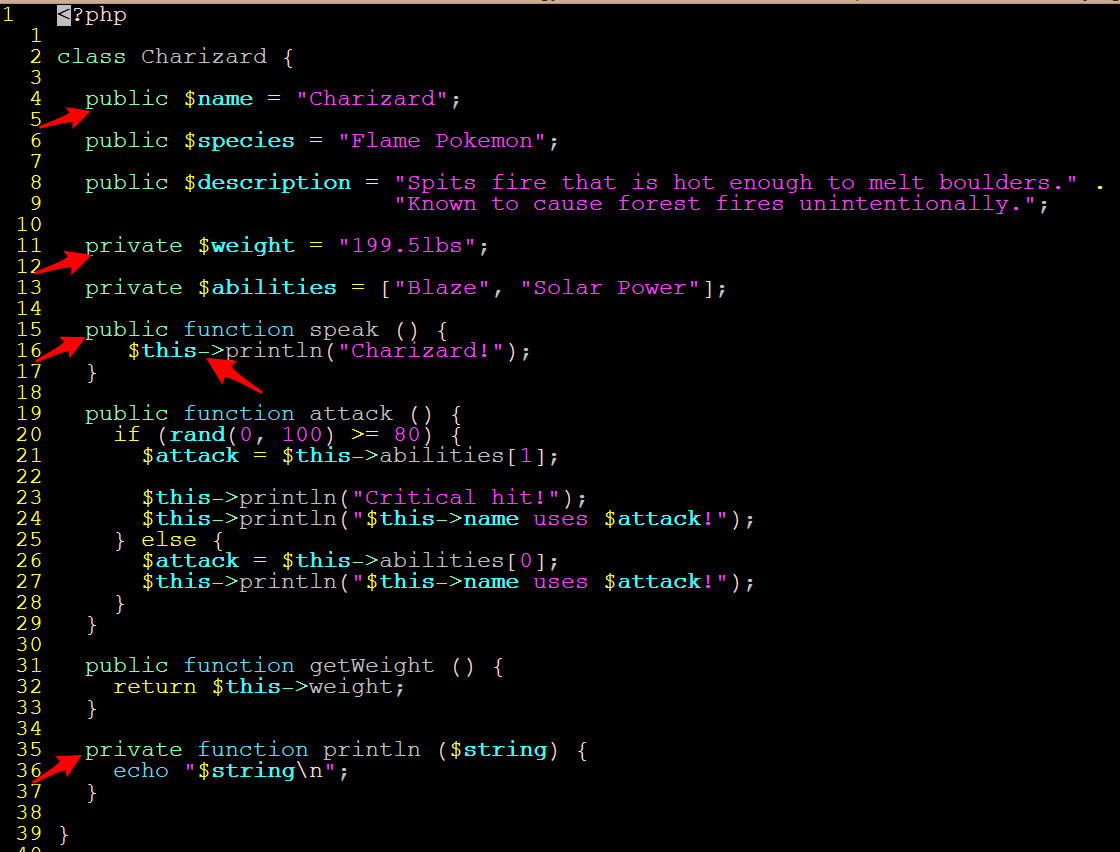 1 <?php
1
2 class Charizard {
3
4 public $name = "Charizard";
5
6 public $species = "Flame Pokemon";
7
8 public $description = "Spits fire that is hot enough to melt boulders." .
9 "Known to cause forest fires unintentionally.";
10
11 private $weight = "199.5lbs";
12
13 private $abilities = ["Blaze", "Solar Power"];
14
15 public function speak () {
16 $this->println("Charizard!");
17 }
18
19 public function attack () {
20 if (rand(0, 100) >= 80) {
21 $attack = $this->abilities[1];
22
23 $this->println("Critical hit!");
24 $this->println("$this->name uses $attack!");
25 } else {
26 $attack = $this->abilities[0];
27 $this->println("$this->name uses $attack!");
28 }
29 }
30
31 public function getWeight () {
32 return $this->weight;
33 }
34
35 private function println ($string) {
36 echo "$string\n";
37 }
38
39 }